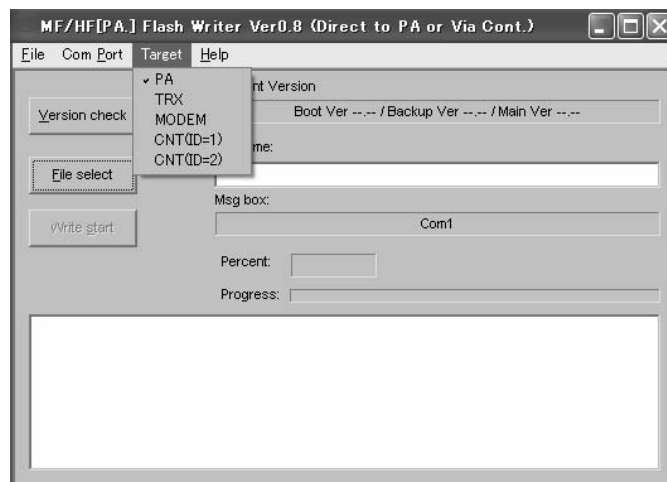 MF/HF[PA.] Flash Writer Ver0.8 (Direct to PA or Via Cont.)
File Com Port Target Help
PA
TRX
MODEM
CNT(ID=1)
CNT(ID=2)
nt Version
Version check
Boot Ver --.-- / Backup Ver --.-- / Main Ver --.--
me:
File select
Msg box:
Write start
Com1
Percent:
Progress: